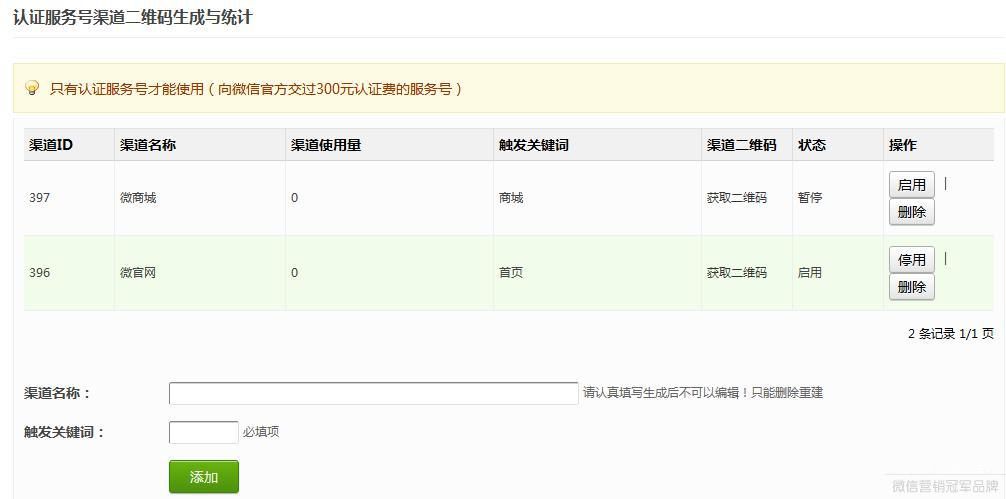 认证服务号渠道二维码生成与统计
只有认证服务号才能使用（向微信官方交过300元认证费的服务号）
渠道ID 渠道名称 渠道使用量 触发关键词 渠道二维码 状态 操作
397 微商城 0 商城 获取二维码 暂停 启用 |
删除
396 微官网 0 首页 获取二维码 启用 停用 |
删除
2 条记录 1/1 页
渠道名称： 请认真填写生成后不可以编辑！只能删除重建
触发关键词： 必填项
添加
微信营销冠军品牌